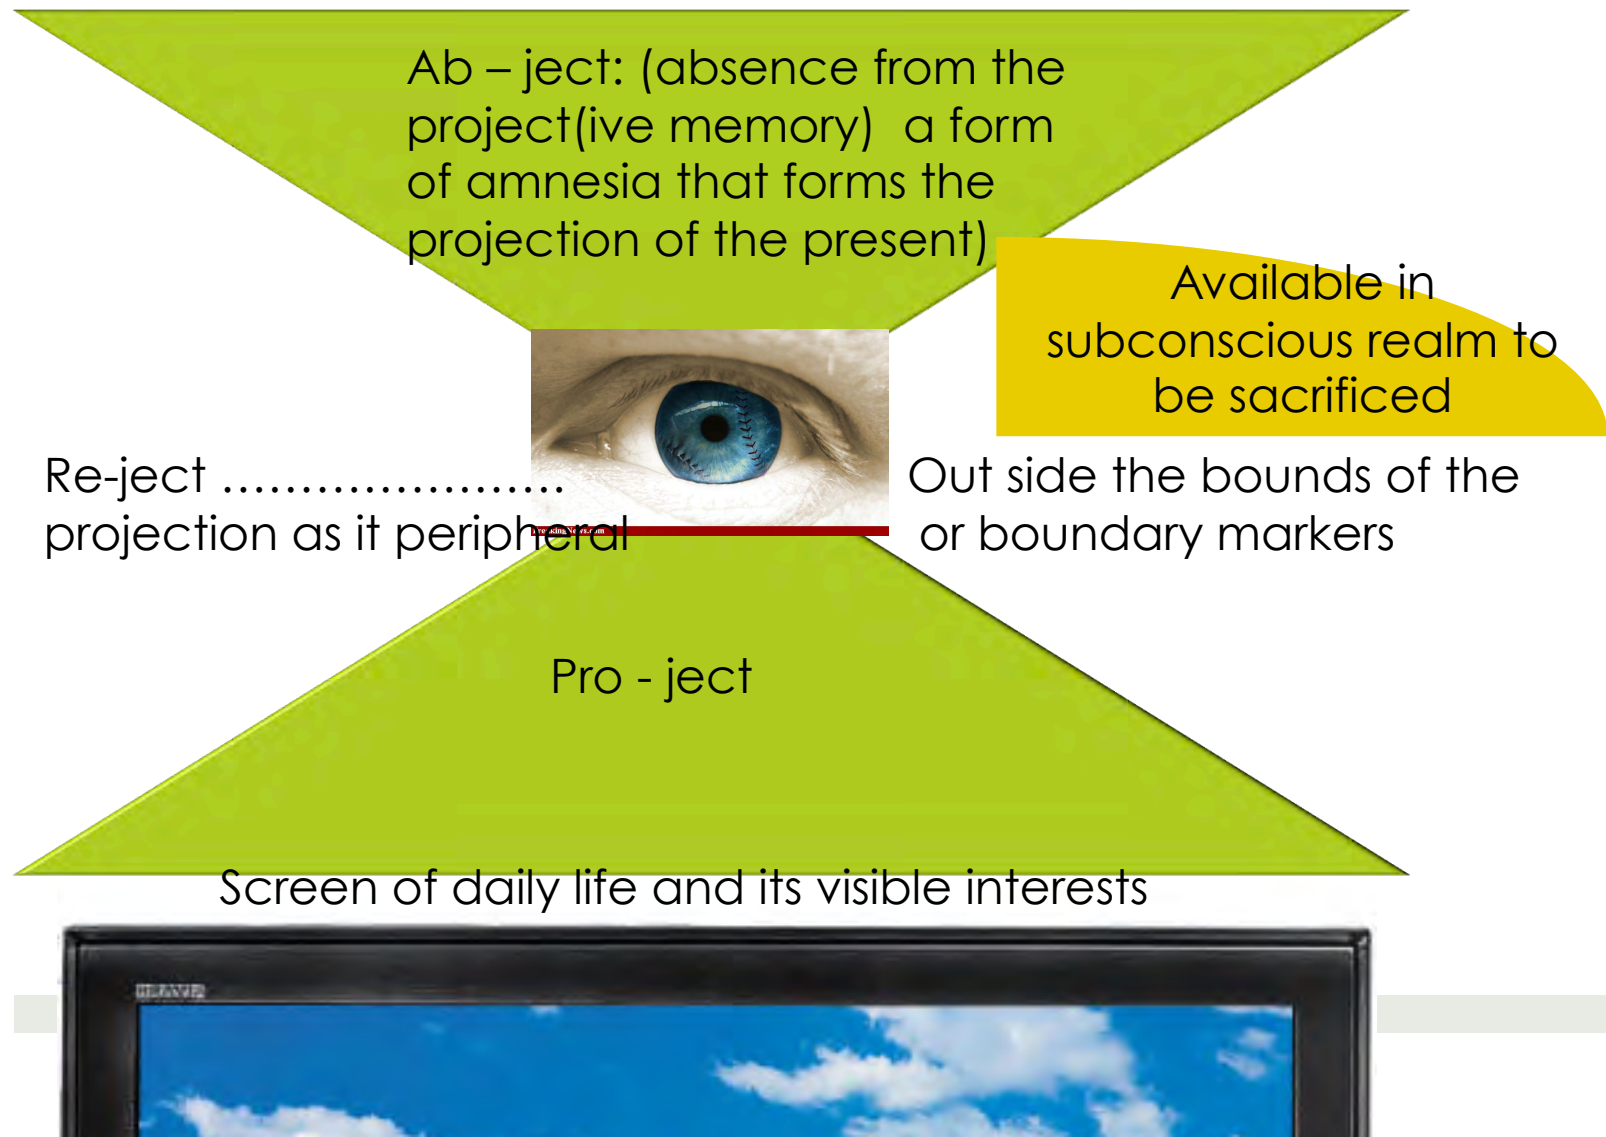 Ab – ject: (absence from the
project(ive memory)  a form
of amnesia that forms the
projection of the present)
Available in
subconscious realm to
be sacrificed
Re-ject ……………………. Out side the bounds of the
projection as it peripheral or boundary markers
Pro - ject
Screen of daily life and its visible interests
BRAVIA